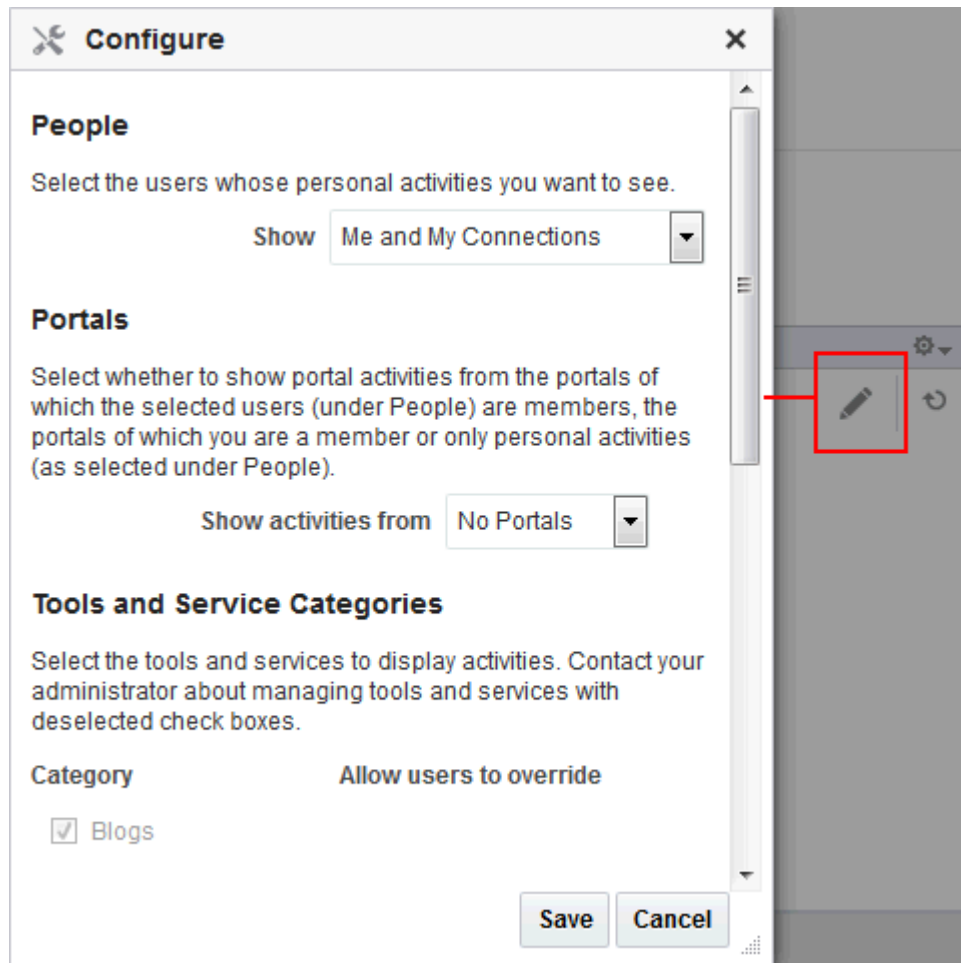 Configure
People
Select the users whose personal activities you want to see.
Show Me and My Connections
Portals
Select whether to show portal activities from the portals of
which the selected users (under People) are members, the
portals of which you are a member or only personal activities
(as selected under People).
Show activities from No Portals
Tools and Service Categories
Select the tools and services to display activities. Contact your
administrator about managing tools and services with
deselected check boxes.
Category Allow users to override
Blogs
Save Cancel